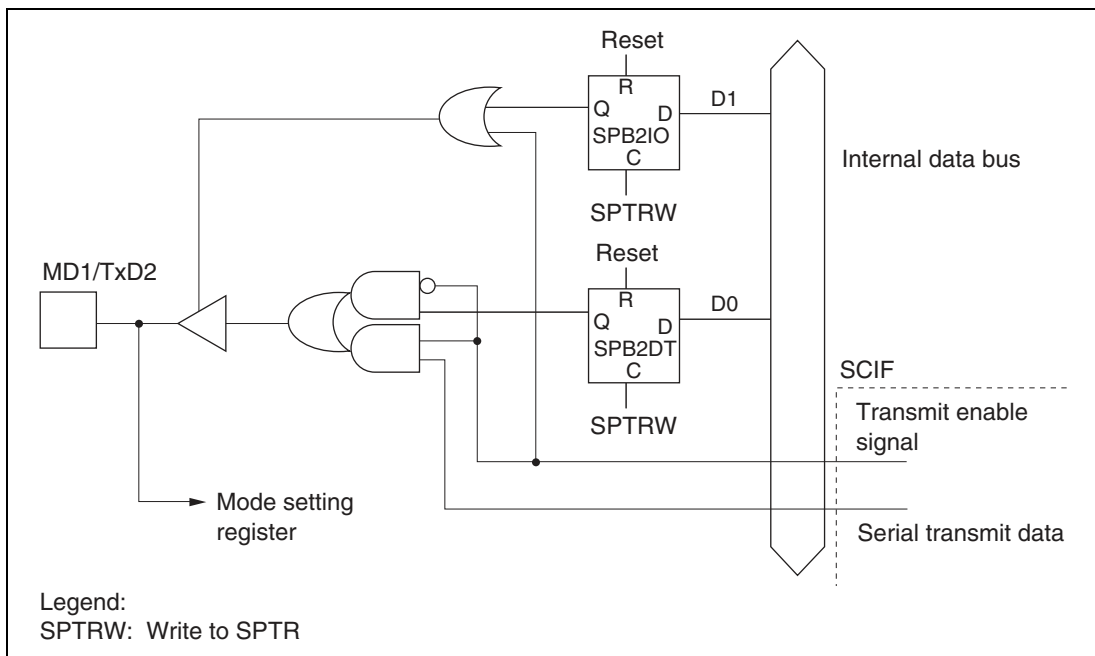 Reset
R
Q
D
D1
SPB2IO
C
Internal data bus
SPTRW
Reset
MD1/TxD2
R
Q
D
D0
SPB2DT
C
SCIF
SPTRW
Transmit enable
signal
Mode setting
register
Serial transmit data
Legend:
SPTRW: Write to SPTR